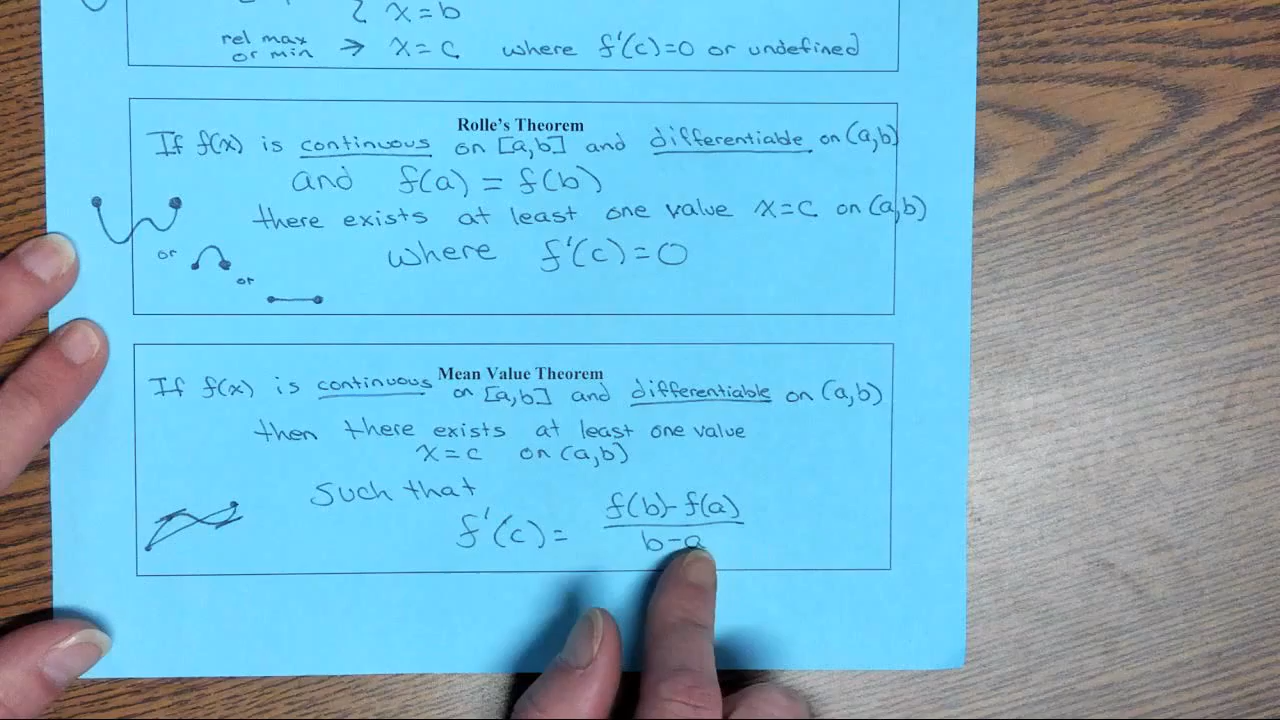 x = b
rel max
or min → x = c where f'(c)=0 or undefined
Rolle's Theorem
If f(x) is continuous on [a,b] and differentiable on (a,b)
and f(a) = f(b)
there exists at least one value x=c on (a,b)
where f'(c)=0
or
or
Mean Value Theorem
If f(x) is continuous on [a,b] and differentiable on (a,b)
then there exists at least one value
x=c on (a,b)
Such that
f'(c)= f(b)-f(a)
b-a